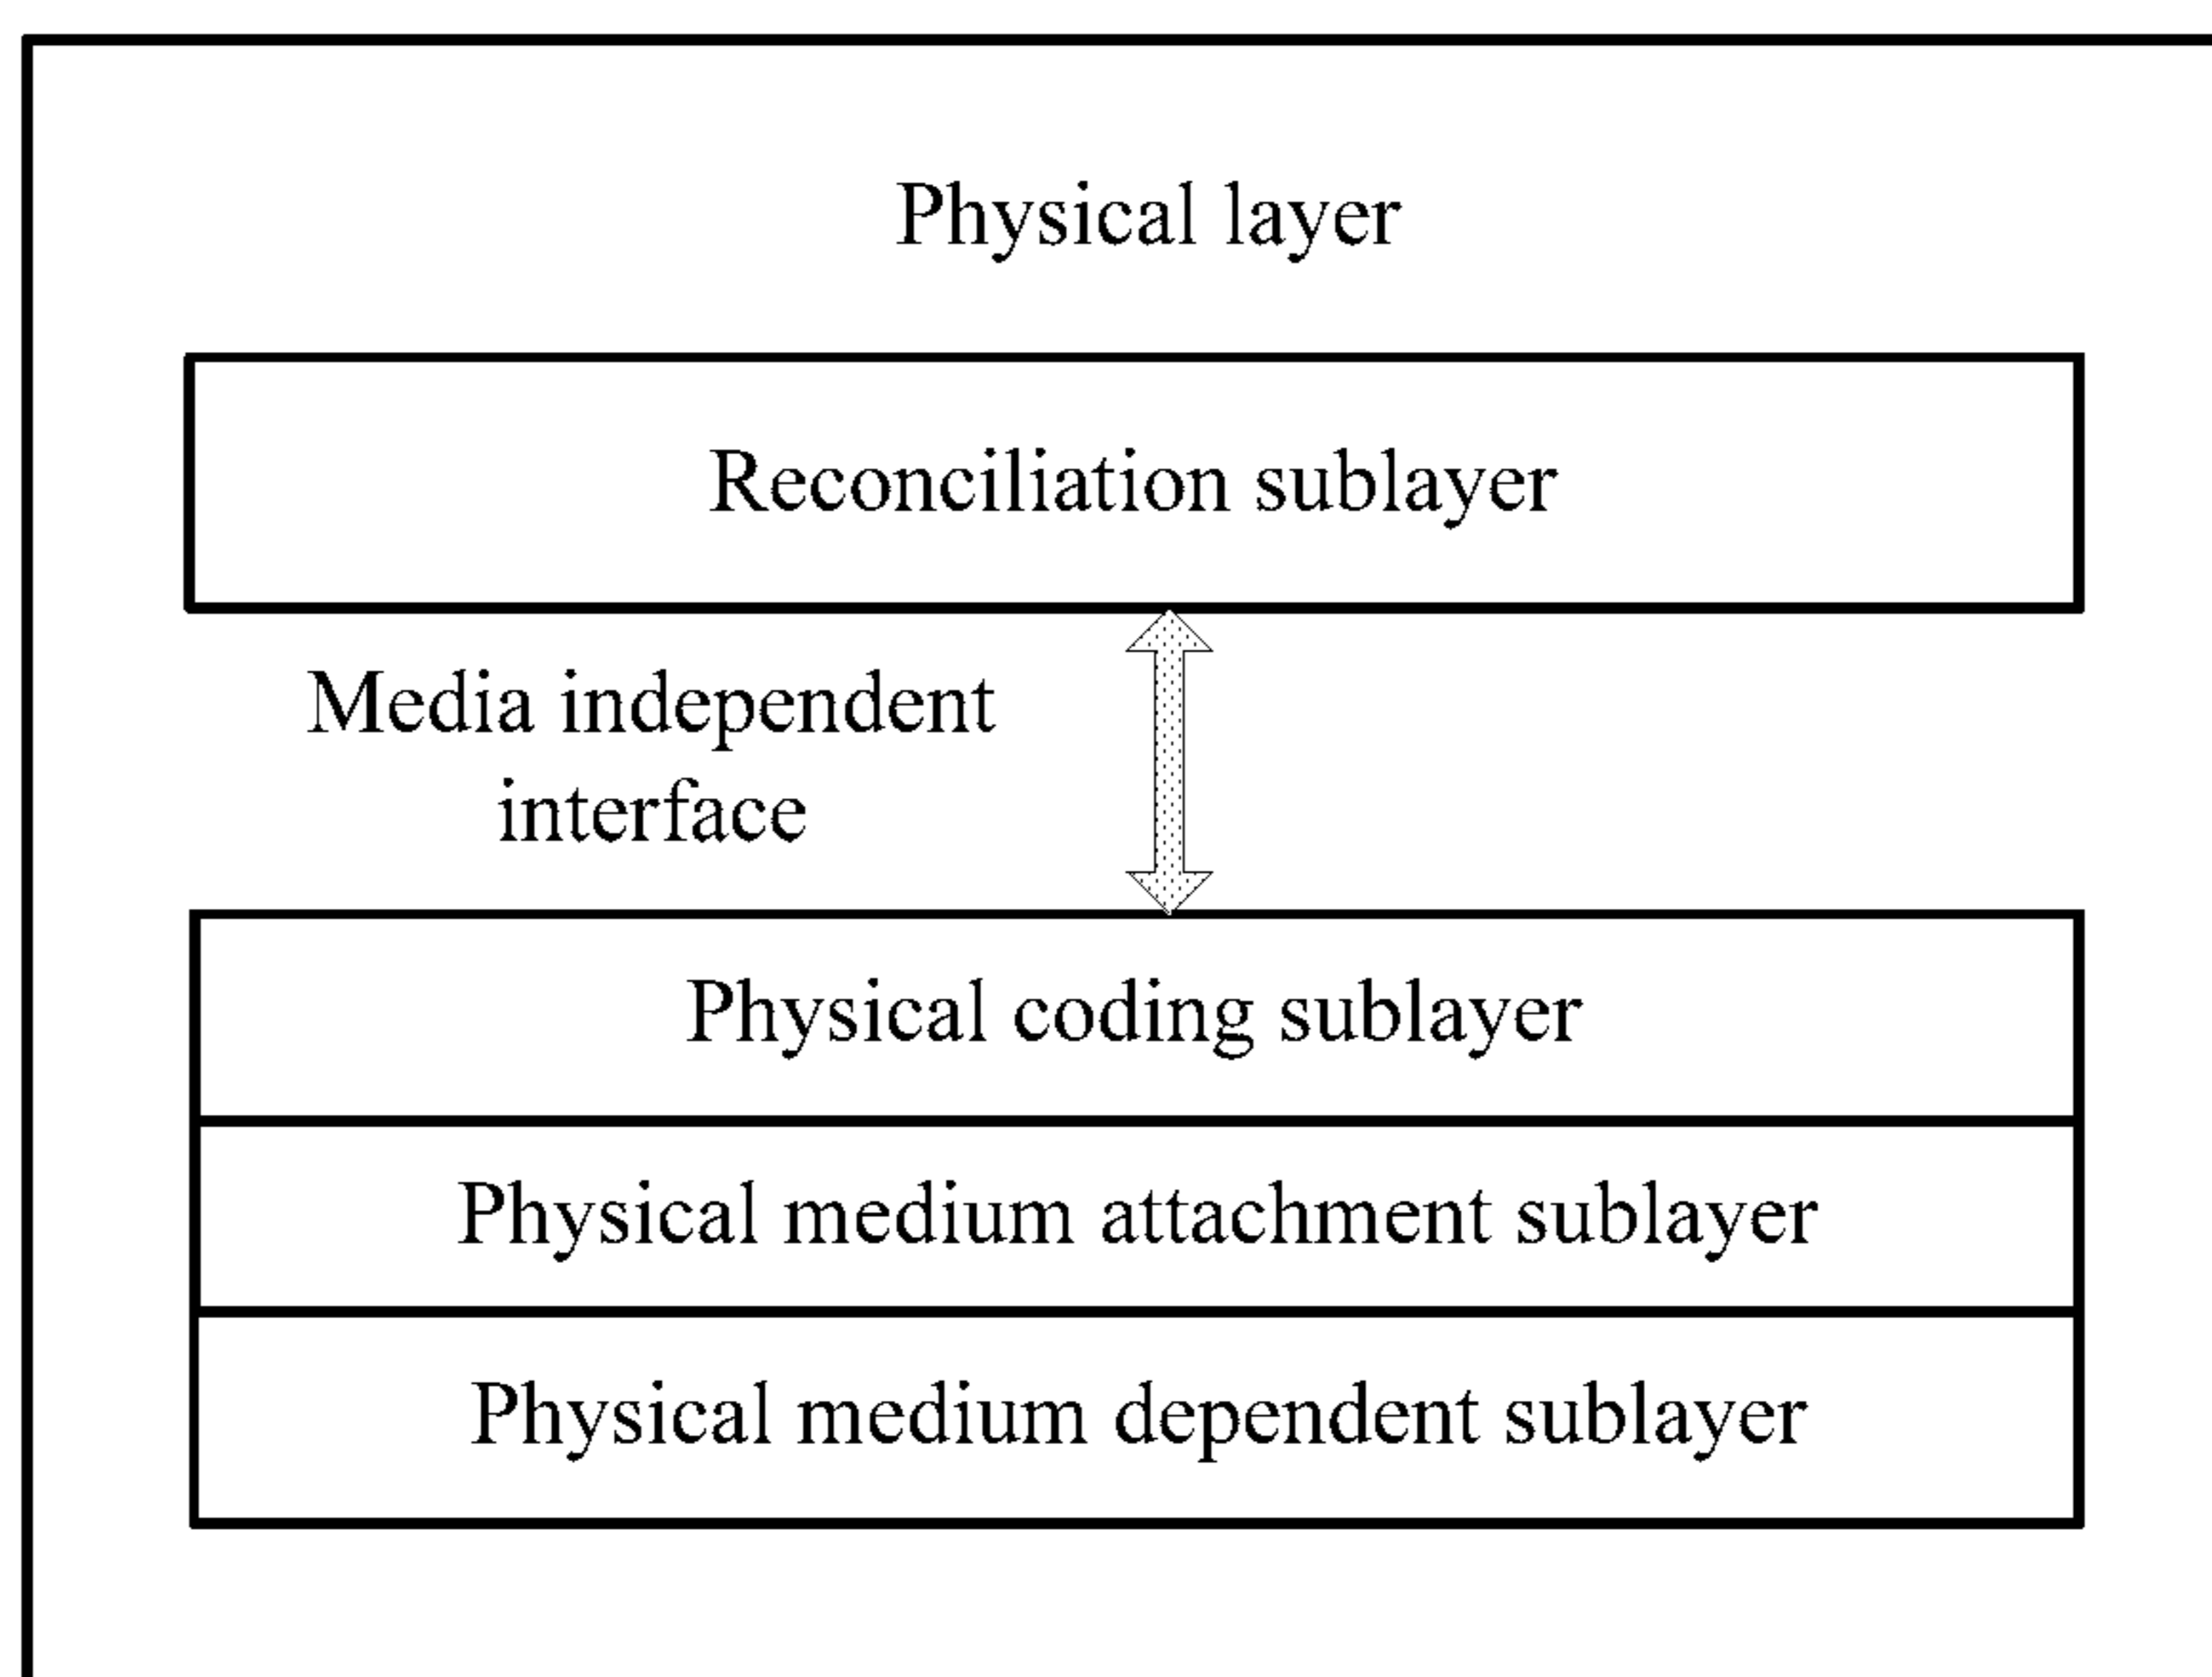 Physical layer
Reconciliation sublayer
Media independent
interface
Physical coding sublayer
Physical medium attachment sublayer
Physical medium dependent sublayer